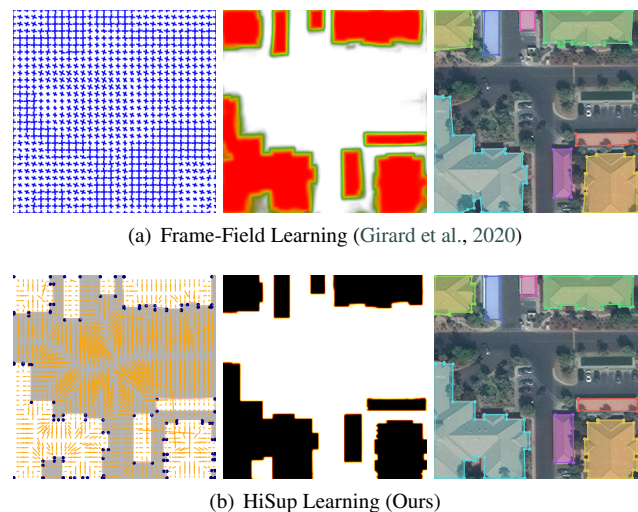 (a) Frame-Field Learning (Girard et al., 2020)
(b) HiSup Learning (Ours)